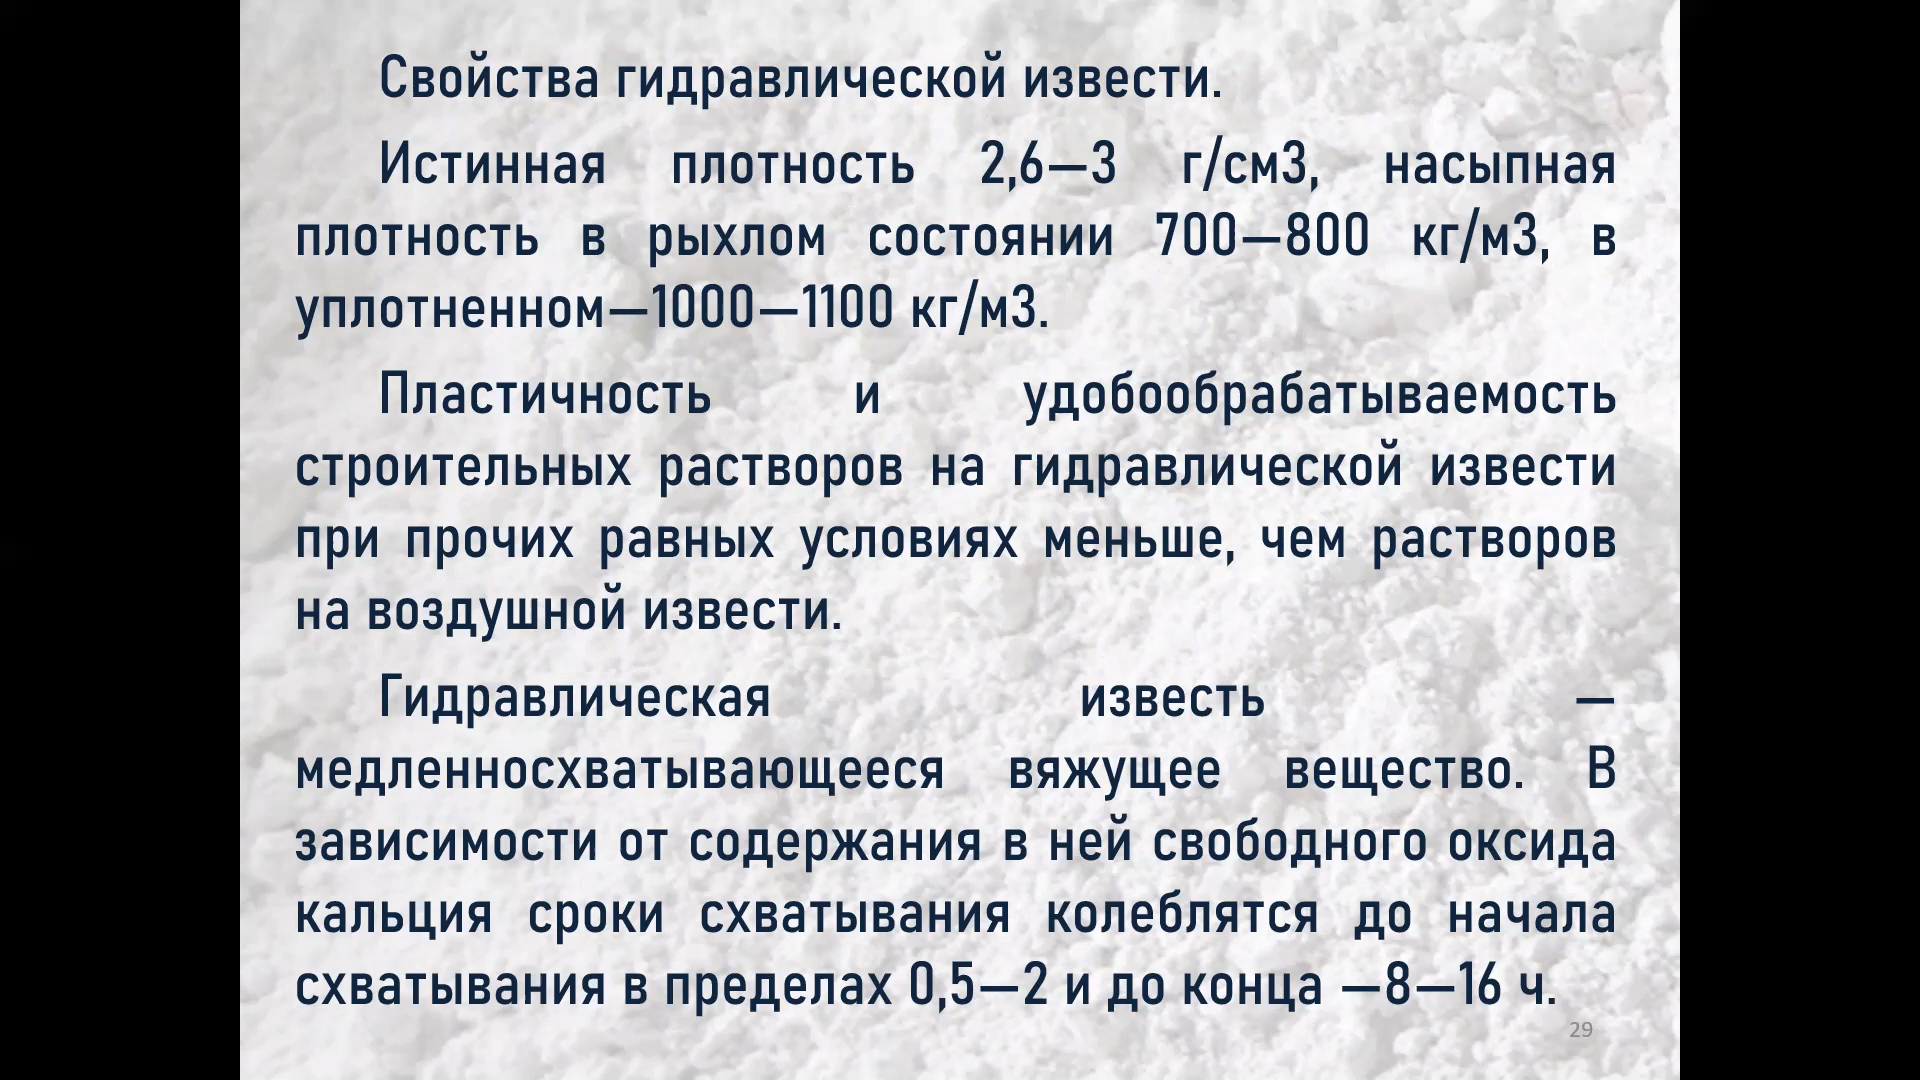 Свойства гидравлической извести.
Истинная плотность 2,6—3 г/см3, насыпная
плотность в рыхлом состоянии 700—800 кг/м3, в
уплотненном—1000—1100 кг/м3.
Пластичность и удобообрабатываемость
строительных растворов на гидравлической извести
при прочих равных условиях меньше, чем растворов
на воздушной извести.
Гидравлическая известь —
медленносхватывающееся вяжущее вещество. В
зависимости от содержания в ней свободного оксида
кальция сроки схватывания колеблятся до начала
схватывания в пределах 0,5—2 и до конца —8—16 ч.
29